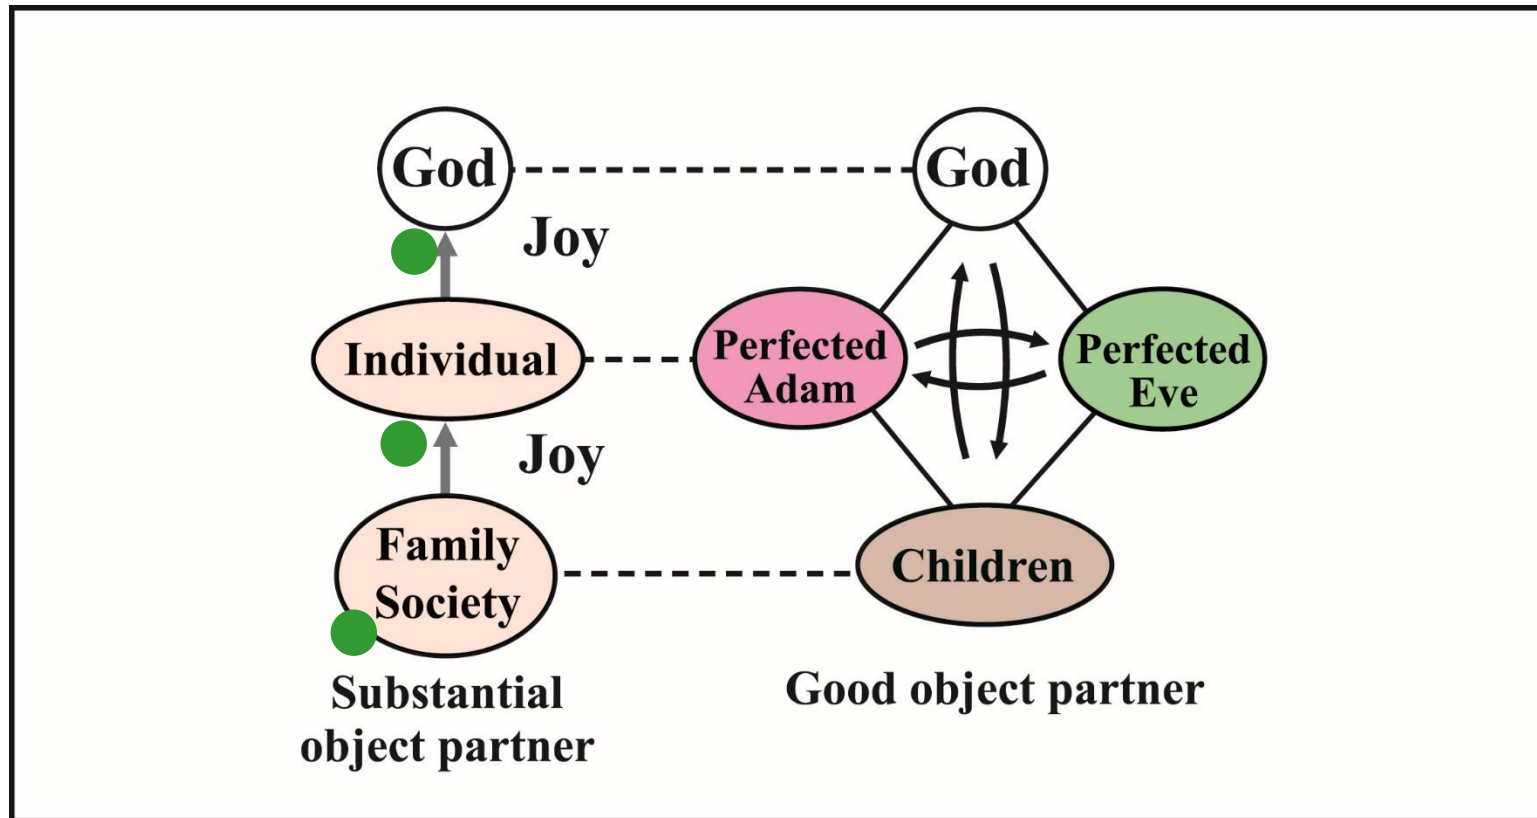 God
God
Joy
Individual
Perfected
Adam
Perfected
Eve
Joy
Family
Society
Children
Substantial
object partner
Good object partner